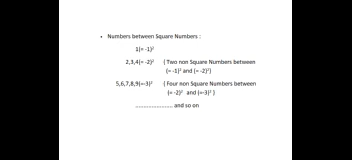 • Numbers between Square Numbers :
1(= -1)²
2,3,4(= -2)² { Two non Square Numbers between
(= -1)² and (= -2)²}
5,6,7,8,9(=-3)² { Four non Square Numbers between
(= -2)² and (=-3)² }
........................ and so on